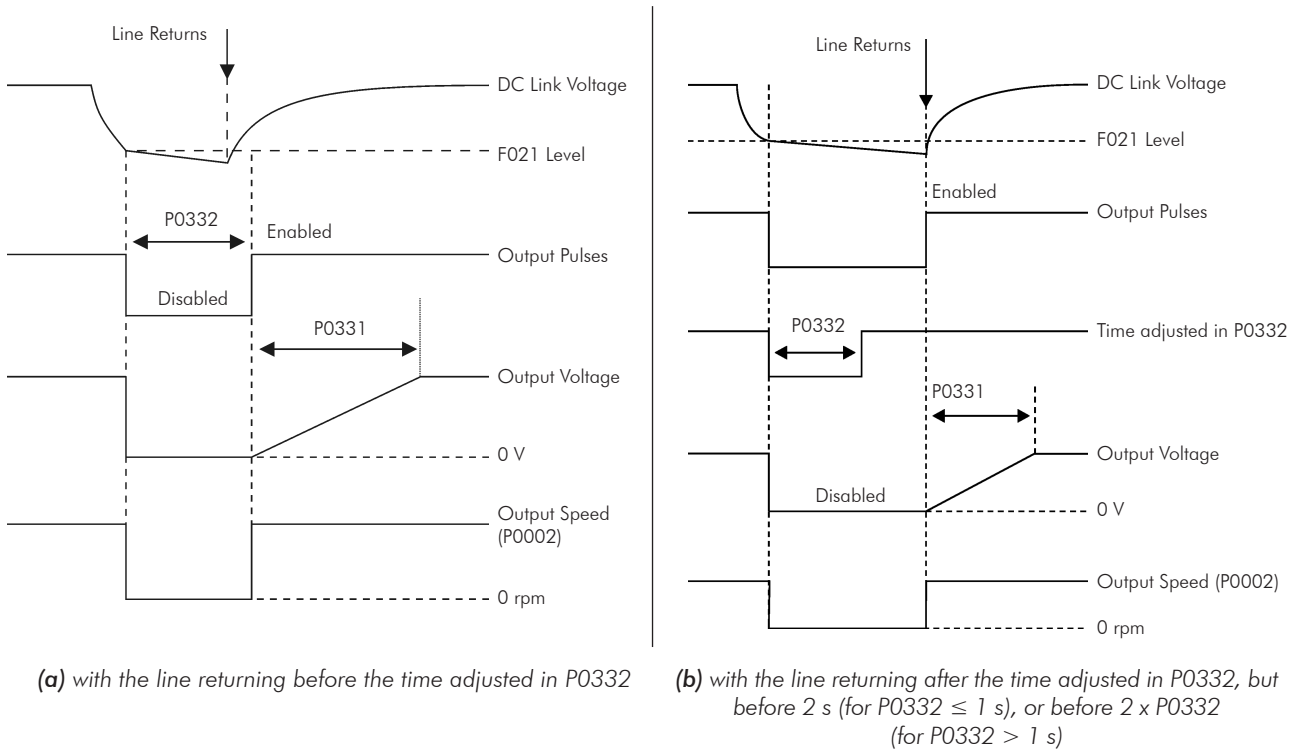 Line Returns
DC Link Voltage
F021 Level
P0332
Enabled
Output Pulses
Disabled
P0331
Output Voltage
0 V
Output Speed
(P0002)
0 rpm
(a) with the line returning before the time adjusted in P0332
Line Returns
DC Link Voltage
F021 Level
Enabled
Output Pulses
P0332
Time adjusted in P0332
P0331
Output Voltage
Disabled
0 V
Output Speed (P0002)
0 rpm
(b) with the line returning after the time adjusted in P0332, but
before 2 s (for P0332 ≤ 1 s), or before 2 x P0332
(for P0332 > 1 s)